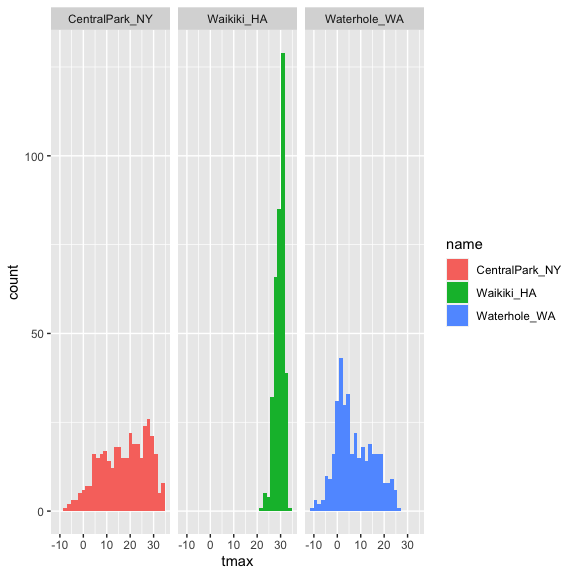 CentralPark_NY Waikiki_HA Waterhole_WA
100
50
0
count
-10 0 10 20 30 -10 0 10 20 30 -10 0 10 20 30
tmax
name
CentralPark_NY
Waikiki_HA
Waterhole_WA